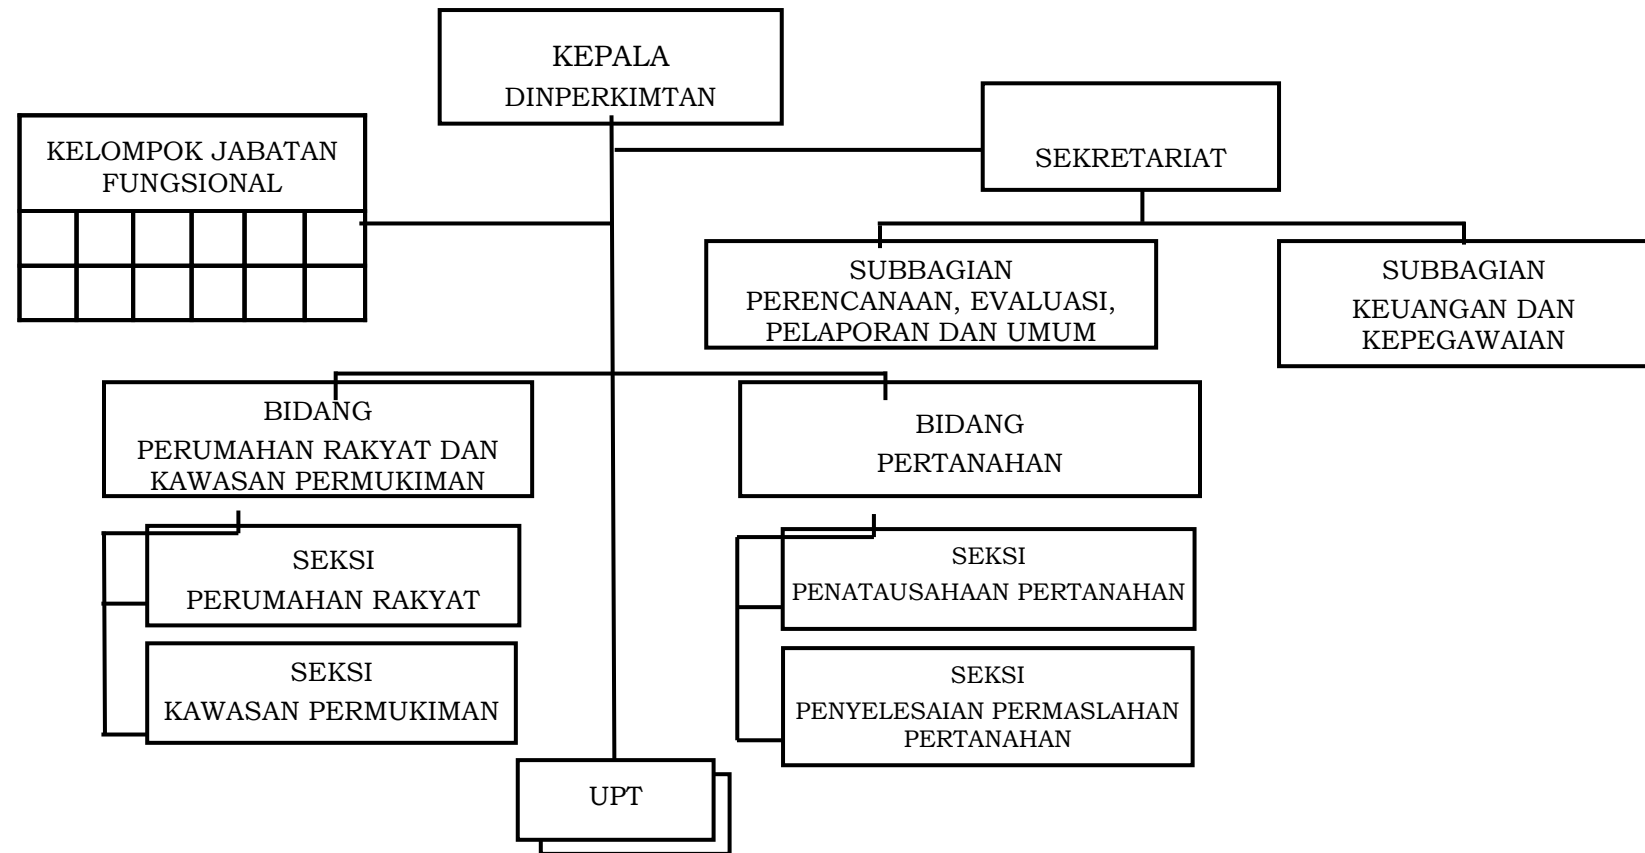 KEPALA
DINPERKIMTAN
KELOMPOK JABATAN
FUNGSIONAL
SEKRETARIAT
SUBBAGIAN
PERENCANAAN, EVALUASI,
PELAPORAN DAN UMUM
SUBBAGIAN
KEUANGAN DAN
KEPEGAWAIAN
BIDANG
PERUMAHAN RAKYAT DAN
KAWASAN PERMUKIMAN
BIDANG
PERTANAHAN
SEKSI
PERUMAHAN RAKYAT
SEKSI
KAWASAN PERMUKIMAN
SEKSI
PENATAUSAHAAN PERTANAHAN
SEKSI
PENYELESAIAN PERMASLAHAN
PERTANAHAN
UPT